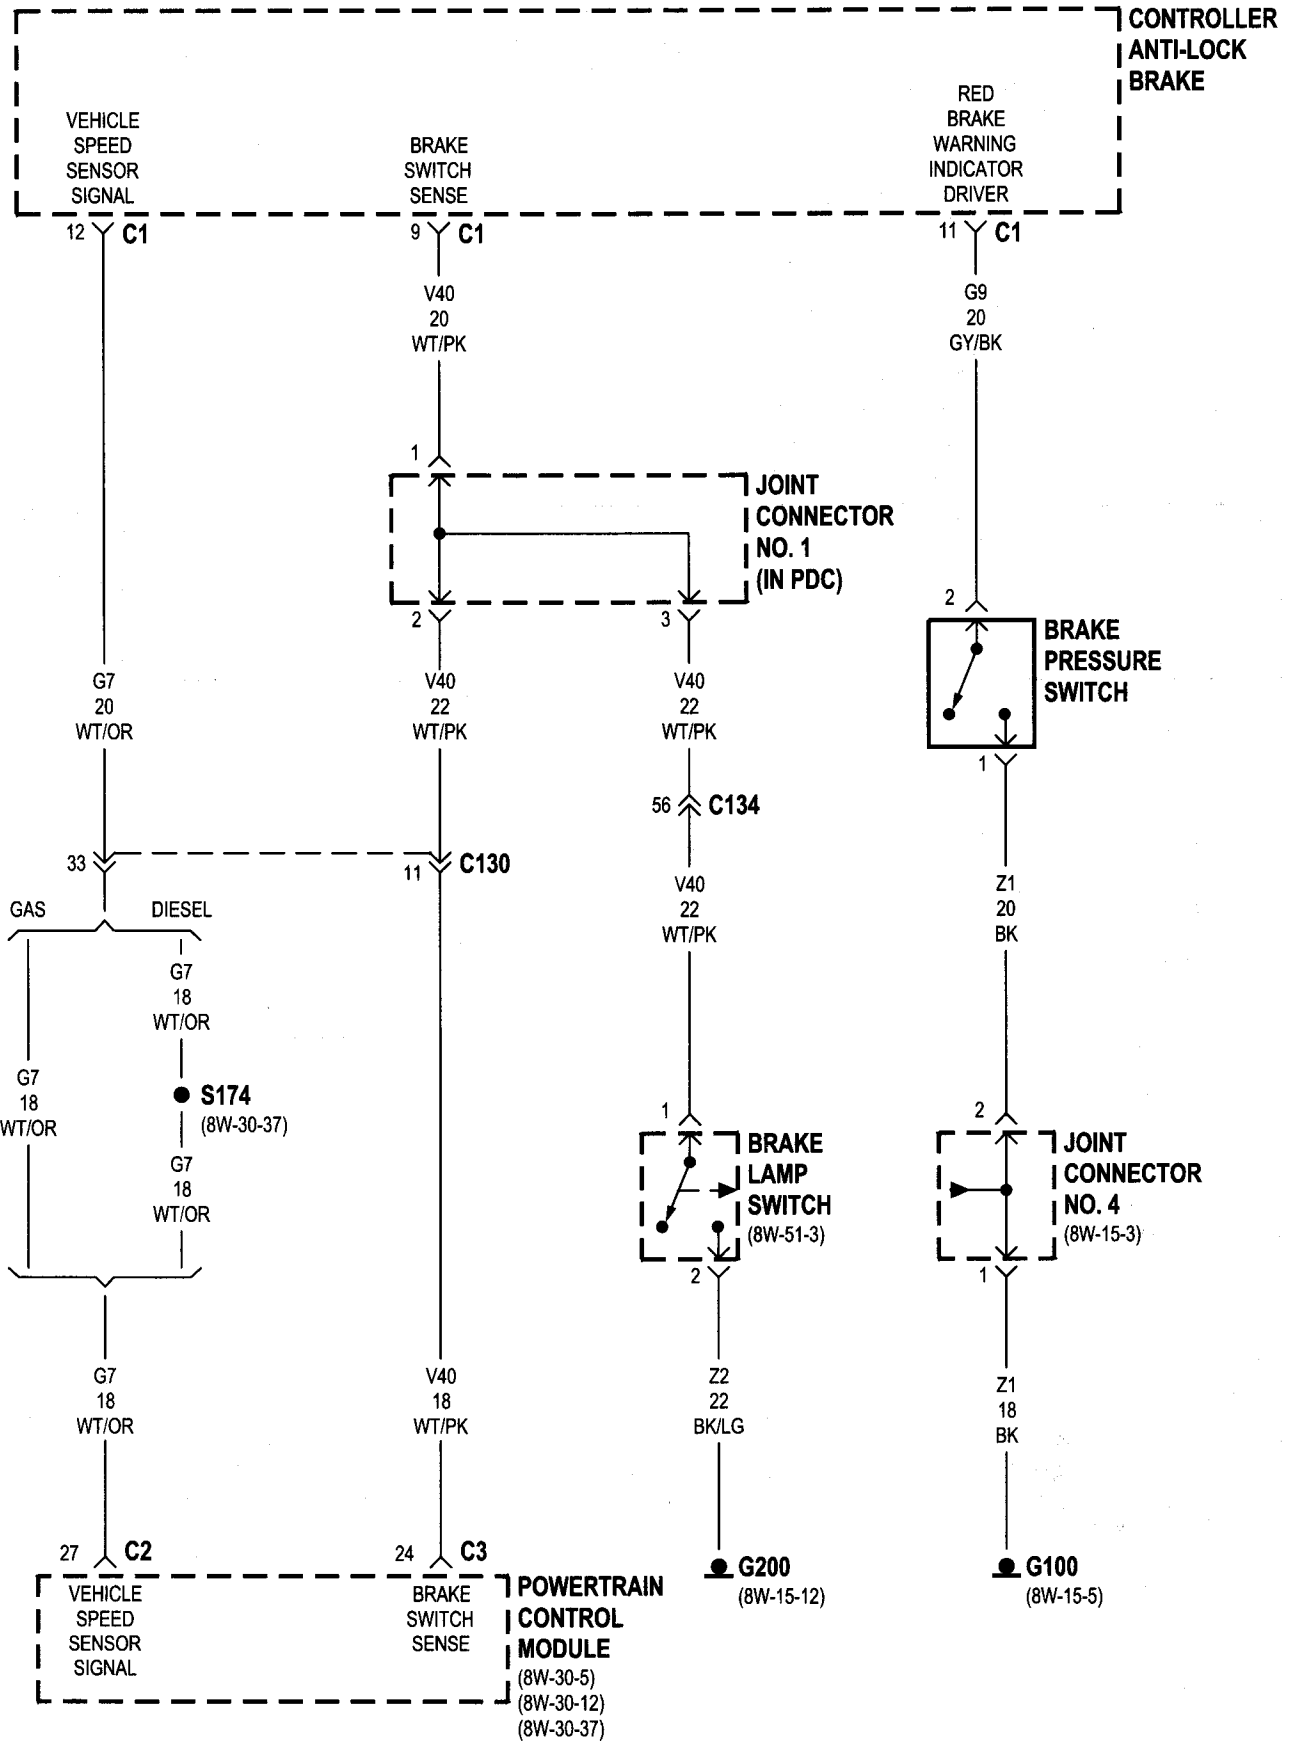 CONTROLLER
ANTI-LOCK
BRAKE
VEHICLE
SPEED
SENSOR
SIGNAL
BRAKE
SWITCH
SENSE
RED
BRAKE
WARNING
INDICATOR
DRIVER
12 C1
9 C1
11 C1
V40
20
WT/PK
G9
20
GY/BK
1
JOINT
CONNECTOR
NO. 1
(IN PDC)
2
3
2
BRAKE
PRESSURE
SWITCH
1
G7
20
WT/OR
V40
22
WT/PK
V40
22
WT/PK
56 C134
33
11 C130
V40
22
WT/PK
Z1
20
BK
GAS
DIESEL
G7
18
WT/OR
G7
18
WT/OR
S174
(8W-30-37)
G7
18
WT/OR
1
BRAKE
LAMP
SWITCH
(8W-51-3)
2
2
JOINT
CONNECTOR
NO. 4
(8W-15-3)
1
G7
18
WT/OR
V40
18
WT/PK
Z2
22
BK/LG
Z1
18
BK
27 C2
24 C3
G200
(8W-15-12)
G100
(8W-15-5)
VEHICLE
SPEED
SENSOR
SIGNAL
BRAKE
SWITCH
SENSE
POWERTRAIN
CONTROL
MODULE
(8W-30-5)
(8W-30-12)
(8W-30-37)